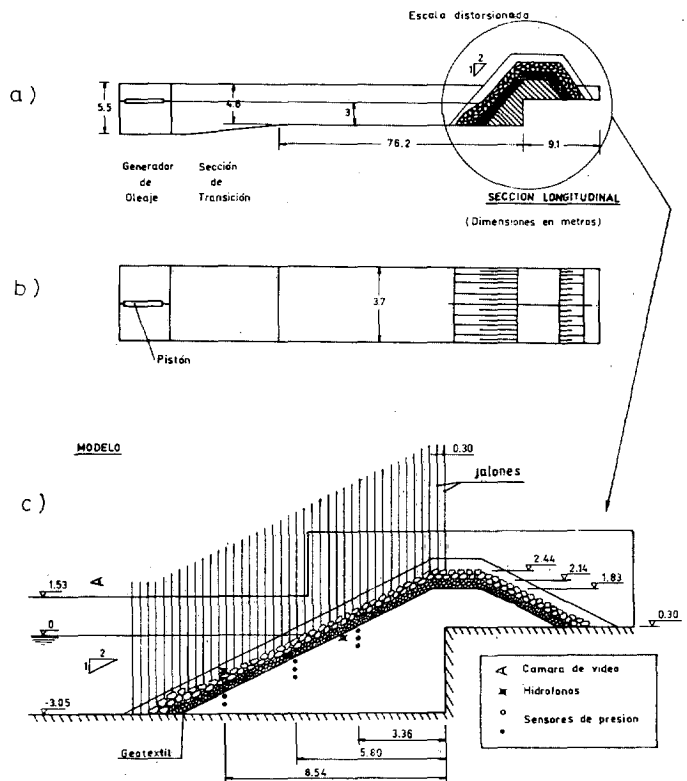 Escala distorsionada
a)
2
1
5.5
4.6
3
76.2
9.1
Generador
de
Oleaje
Sección
de
Transición
SECCION LONGITUDINAL
(Dimensiones en metros)
b)
3.7
Pistón
MODELO
0.30
jalones
c)
2.44
2.14
1.83
1.53
0
2
1
0.30
-3.05
Camara de video
Hidrofonos
Sensores de presion
Geotextil
3.36
5.80
8.54